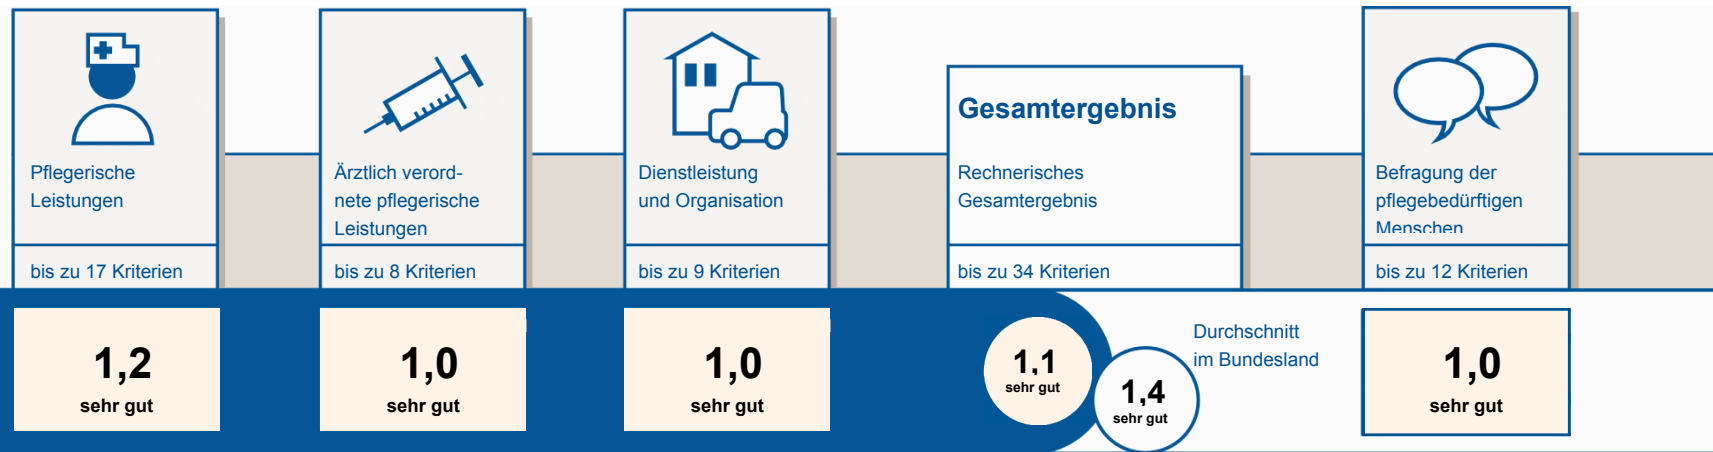 Pflegerische
Leistungen
bis zu 17 Kriterien
1,2
sehr gut
Ärztlich verord-
nete pflegerische
Leistungen
bis zu 8 Kriterien
1,0
sehr gut
Dienstleistung
und Organisation
bis zu 9 Kriterien
1,0
sehr gut
Gesamtergebnis
Rechnerisches
Gesamtergebnis
bis zu 34 Kriterien
1,1
sehr gut
1,4
sehr gut
Durchschnitt
im Bundesland
Befragung der
pflegebedürftigen
Menschen
bis zu 12 Kriterien
1,0
sehr gut